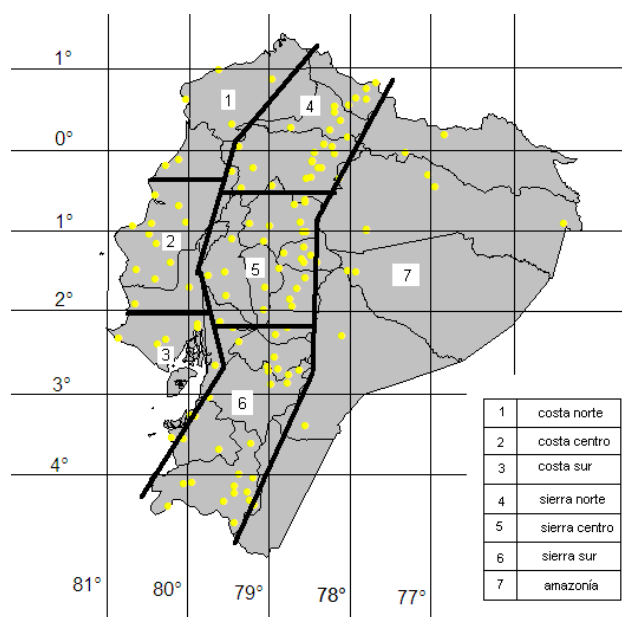 1°
1
4
0°
1°
2
5
7
2°
3
3°
6
4°
81°
80°
79°
78°
77°
1 costa norte
2 costa centro
3 costa sur
4 sierra norte
5 sierra centro
6 sierra sur
7 amazonía